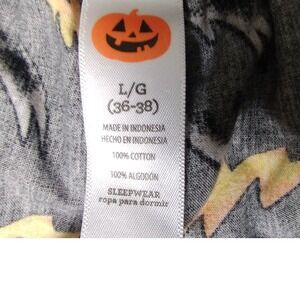 L/G
(36-38)
MADE IN INDONESIA
HECHO EN INDONESIA
100% COTTON
100% ALGODÓN
SLEEPWEAR
ropa para dormir